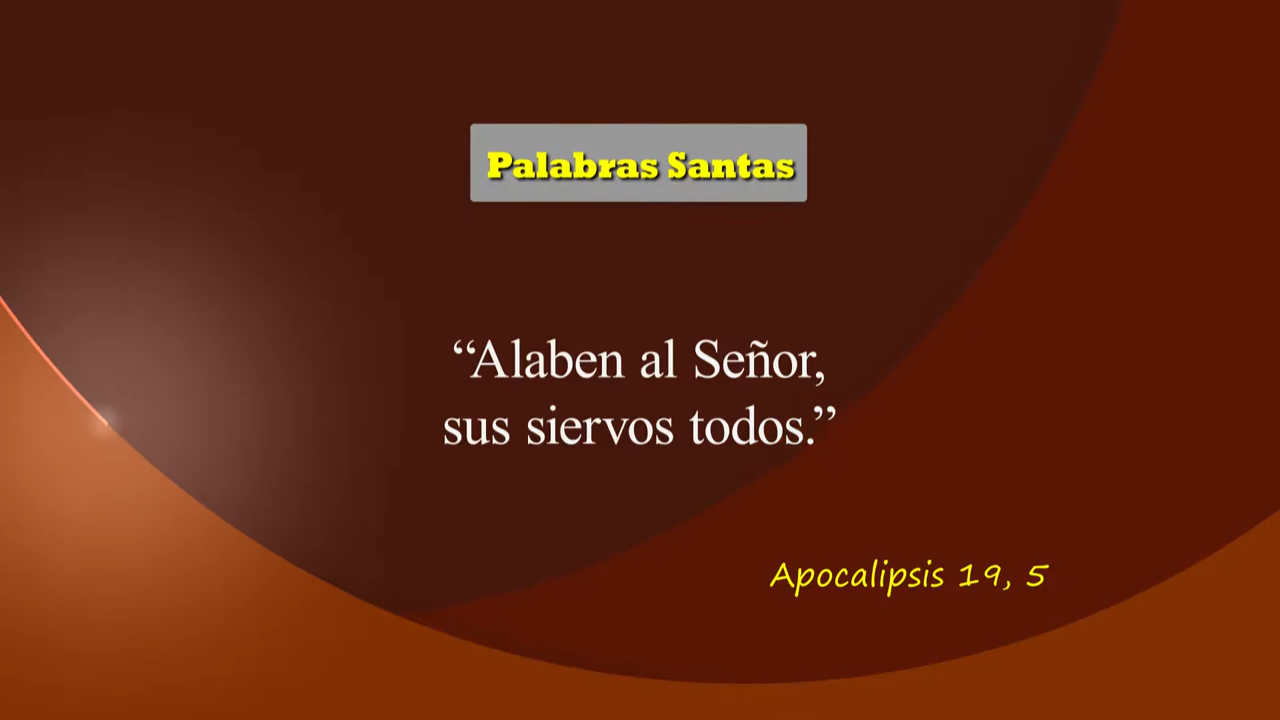 Palabras Santas
“Alaben al Señor,
sus siervos todos.”
Apocalipsis 19, 5